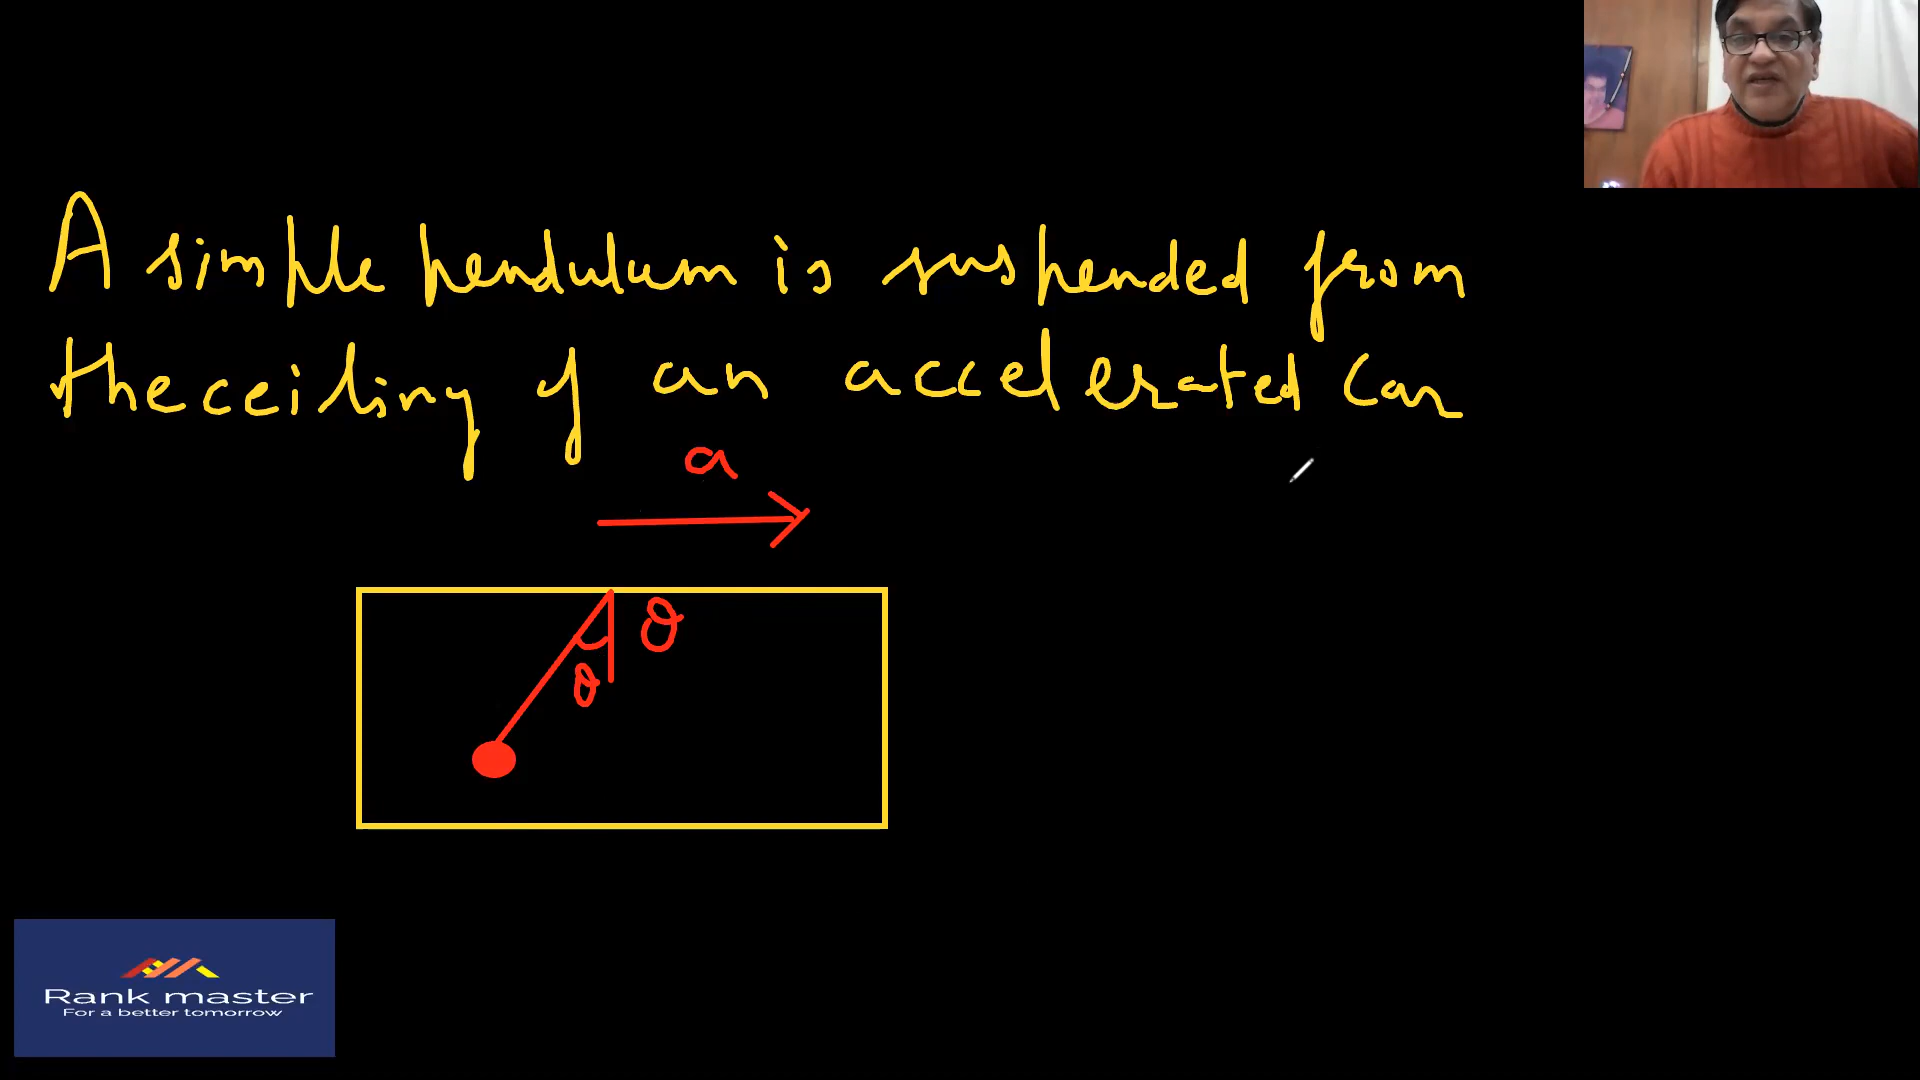 A simple pendulum is suspended from
the ceiling of an accelerated car
a
θ
θ
Rank master
For a better tomorrow